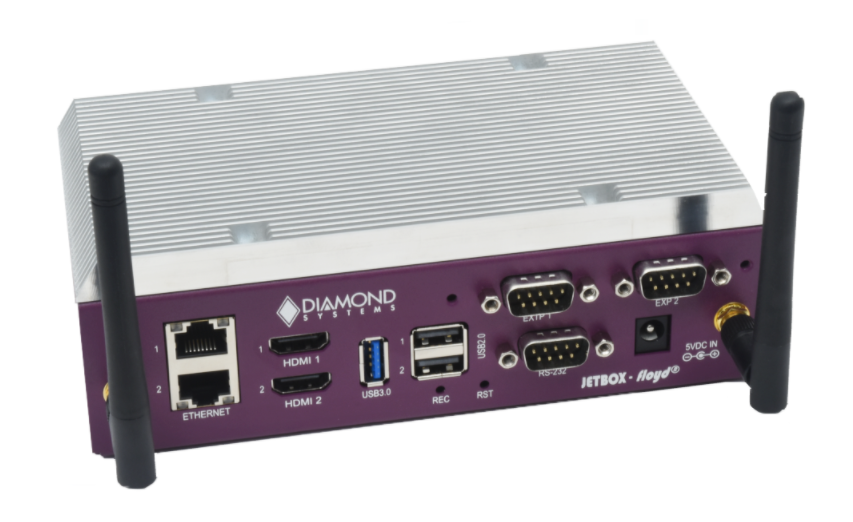 DIAMOND
SYSTEMS
1
2
ETHERNET
1
HDMI 1
2
HDMI 2
USB3.0
1
2
USB2.0
REC
RST
EXTP 1
RS-232
EXP 2
5VDC IN
JETBOX - floyd